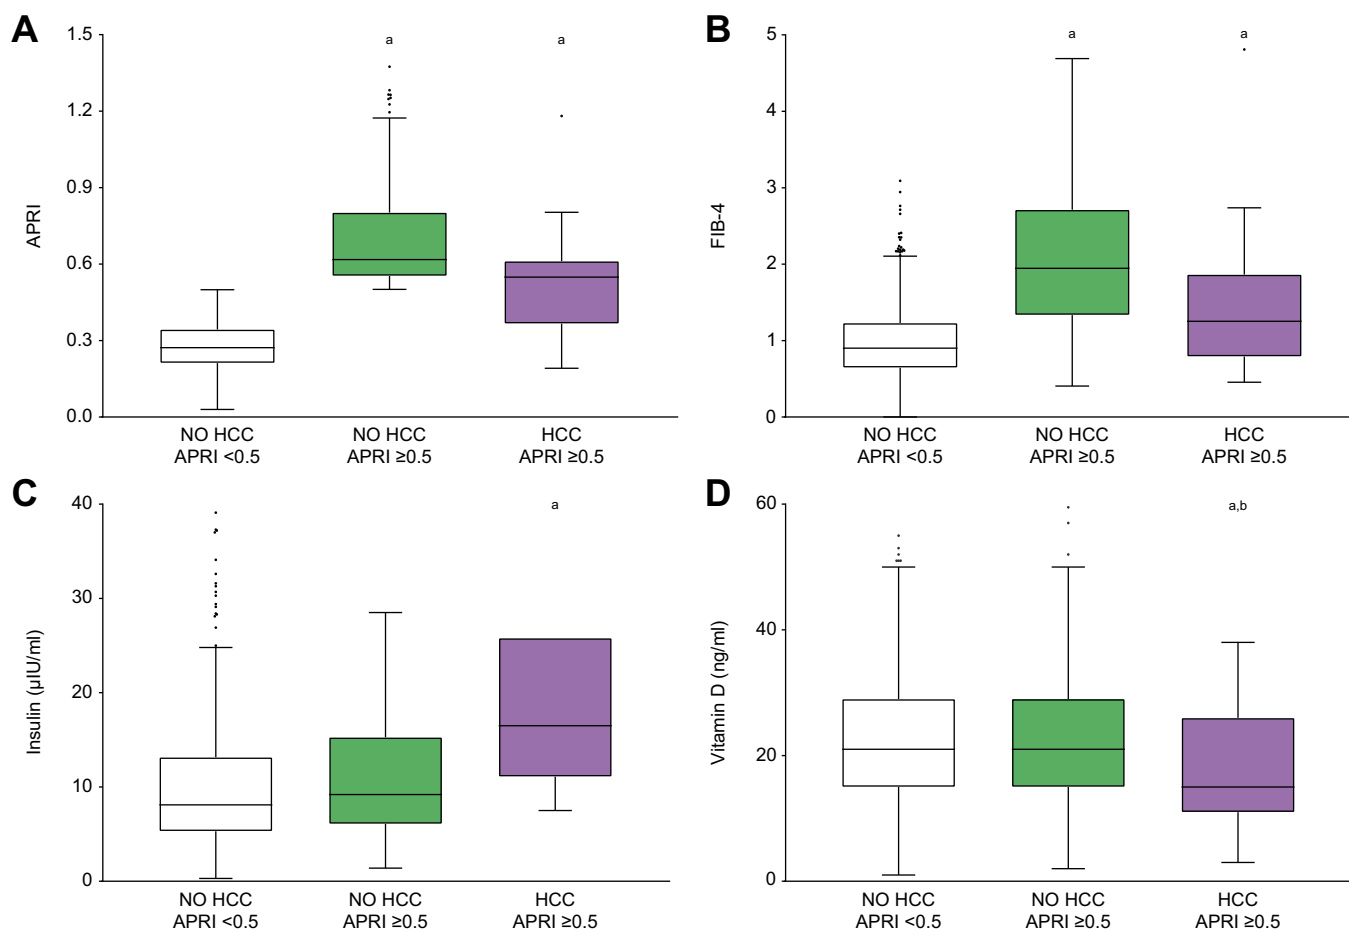 A
1.5
1.2
0.9
0.6
0.3
0.0
APRI
a
a
NO HCC
APRI <0.5
NO HCC
APRI ≥0.5
HCC
APRI ≥0.5
B
5
4
3
2
1
0
FIB-4
a
a
NO HCC
APRI <0.5
NO HCC
APRI ≥0.5
HCC
APRI ≥0.5
C
40
30
20
10
0
Insulin (µIU/ml)
a
NO HCC
APRI <0.5
NO HCC
APRI ≥0.5
HCC
APRI ≥0.5
D
60
40
20
0
Vitamin D (ng/ml)
a,b
NO HCC
APRI <0.5
NO HCC
APRI ≥0.5
HCC
APRI ≥0.5